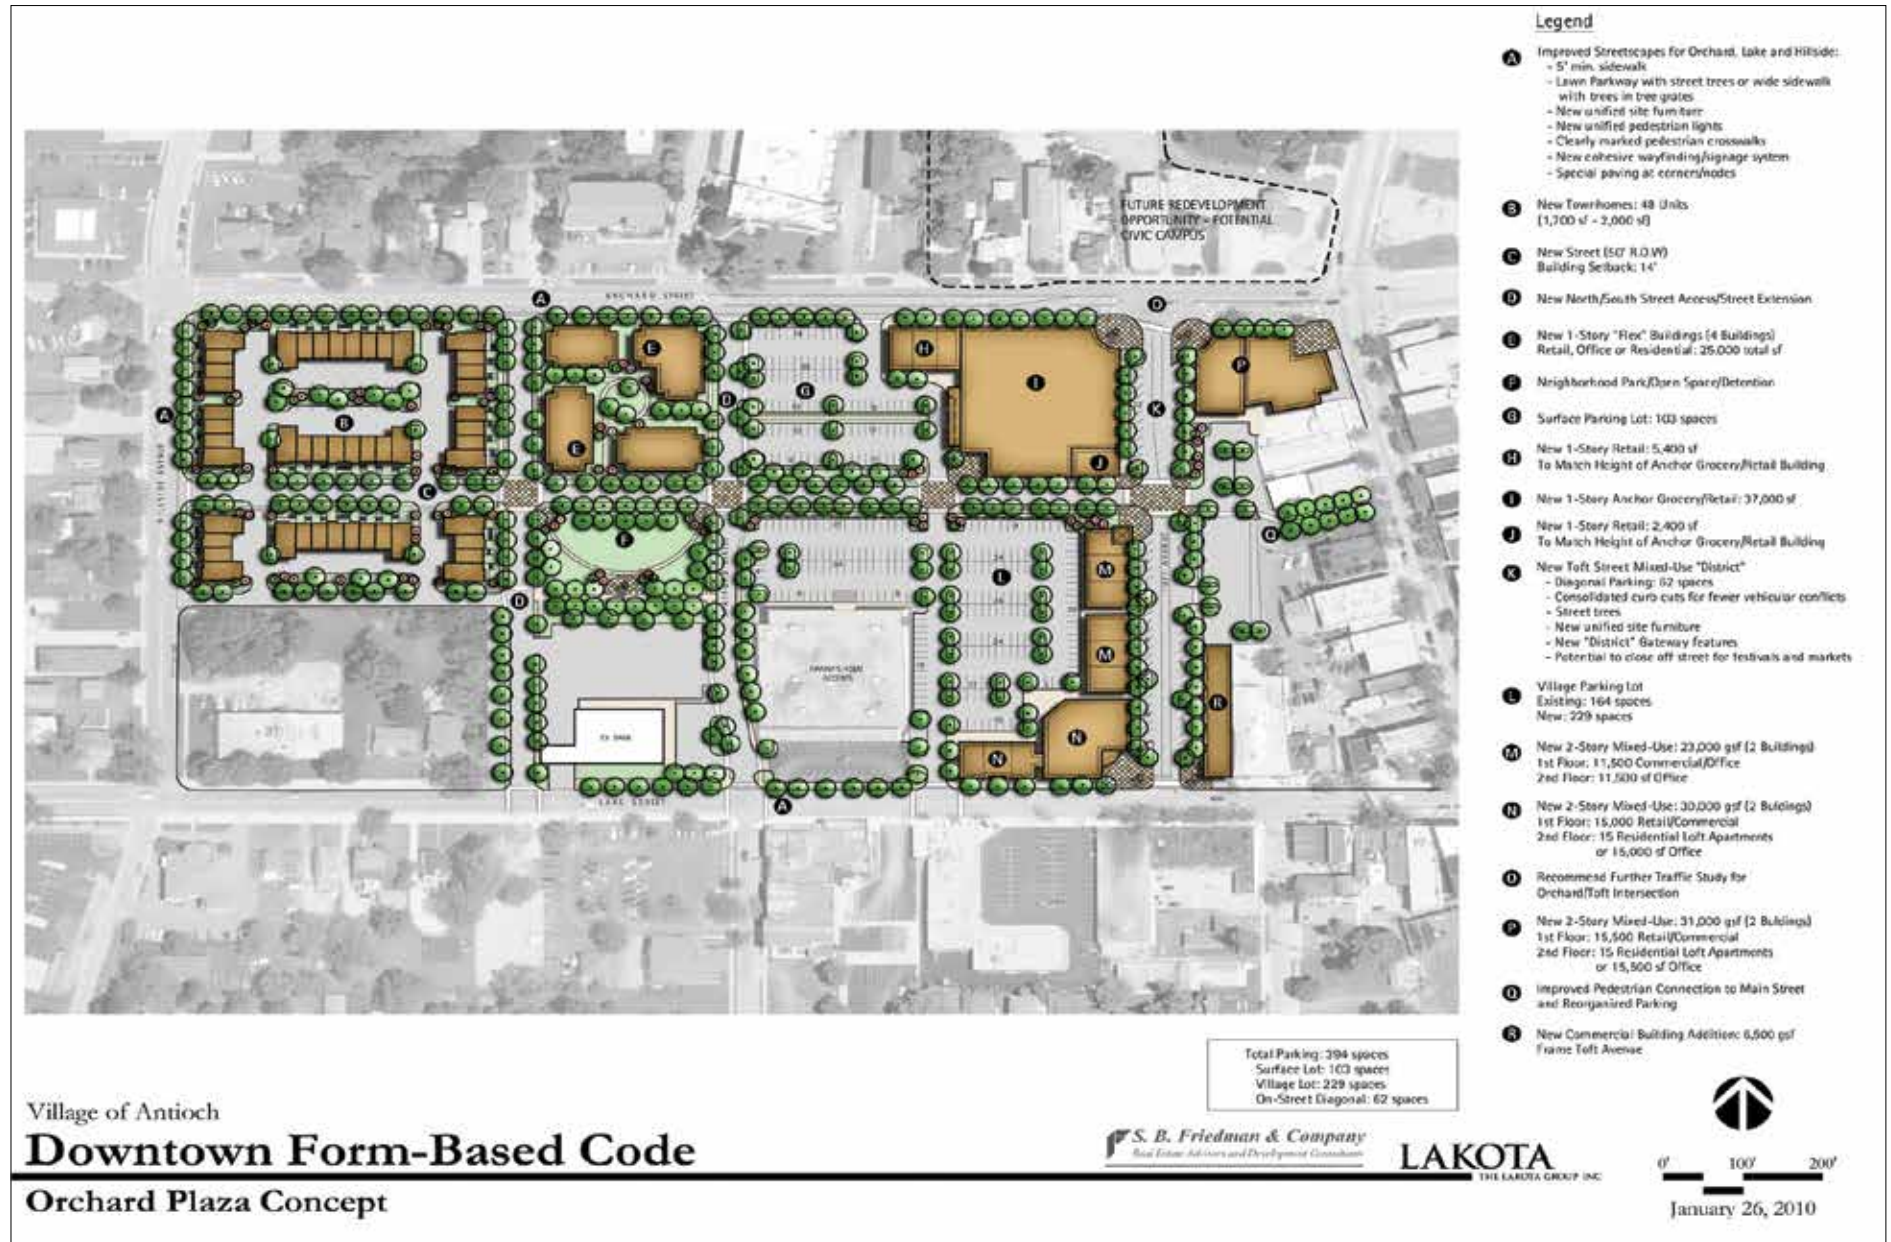 Legend
A Improved Streetscapes for Orchard, Lake and Hillside:
- 5' min. sidewalk
- Lawn Parkway with street trees or wide sidewalk
with trees in tree grates
- New unified site furniture
- New unified pedestrian lights
- Clearly marked pedestrian crosswalks
- New cohesive wayfinding/signage system
- Special paving at corners/nodes
B New Townhomes: 48 Units
(1,700 sf - 2,000 sf)
C New Street (50' R.O.W)
Building Setback: 14'
D New North/South Street Access/Street Extension
E New 1-Story "Flex" Buildings (4 Buildings)
Retail, Office or Residential: 25,000 total sf
F Neighborhood Park/Open Space/Detention
G Surface Parking Lot: 103 spaces
H New 1-Story Retail: 5,400 sf
To Match Height of Anchor Grocery/Retail Building
I New 1-Story Anchor Grocery/Retail: 37,000 sf
J New 1-Story Retail: 2,400 sf
To Match Height of Anchor Grocery/Retail Building
K New Toft Street Mixed-Use "District"
- Diagonal Parking: 62 spaces
- Consolidated curb cuts for fewer vehicular conflicts
- Street trees
- New unified site furniture
- New "District" Gateway features
- Potential to close off street for festivals and markets
L Village Parking Lot
Existing: 164 spaces
New: 229 spaces
M New 2-Story Mixed-Use: 23,000 gsf (2 Buildings)
1st Floor: 11,500 Commercial/Office
2nd Floor: 11,500 sf Office
N New 2-Story Mixed-Use: 30,000 gsf (2 Buldings)
1st Floor: 15,000 Retail/Commercial
2nd Floor: 15 Residential Loft Apartments
or 15,000 sf Office
O Recommend Further Traffic Study for
Orchard/Toft Intersection
P New 2-Story Mixed-Use: 31,000 gsf (2 Buldings)
1st Floor: 15,500 Retail/Commercial
2nd Floor: 15 Residential Loft Apartments
or 15,500 sf Office
Q Improved Pedestrian Connection to Main Street
and Reorganized Parking
R New Commercial Building Addition: 6,500 gsf
Frame Toft Avenue
FUTURE REDEVELOPMENT
OPPORTUNITY - POTENTIAL
CIVIC CAMPUS
ORCHARD STREET
A
O
E
H
I
P
G
A
B
D
K
E
J
C
Q
F
L
M
D
M
R
N
N
LAKE STREET
A
Total Parking: 394 spaces
Surface Lot: 103 spaces
Village Lot: 229 spaces
On-Street Diagonal: 62 spaces
Village of Antioch
Downtown Form-Based Code
Orchard Plaza Concept
S. B. Friedman & Company
Real Estate Advisors and Development Consultants
LAKOTA
THE LAKOTA GROUP INC
0' 100' 200'
January 26, 2010